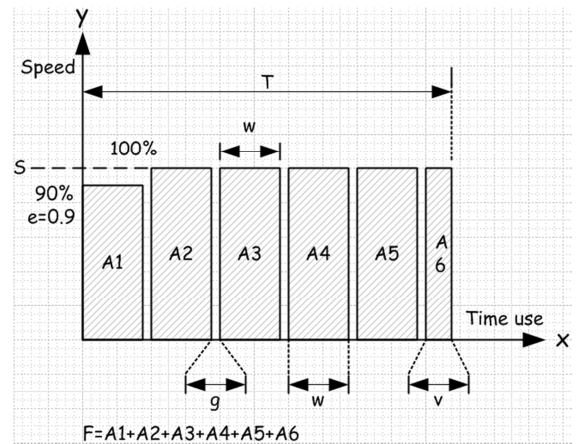 y
Speed
T
w
100%
S
90%
e=0.9
A1
A2
A3
A4
A5
A
6
Time use
x
g
w
v
F=A1+A2+A3+A4+A5+A6